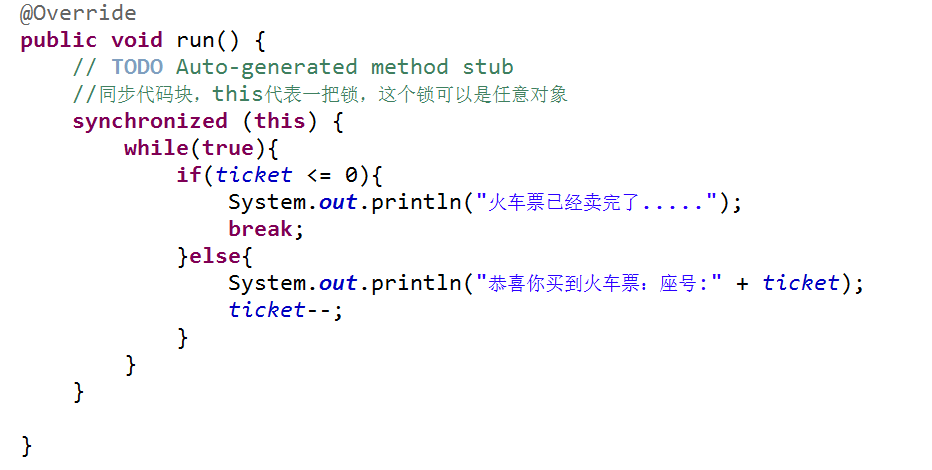 @Override
public void run() {
    // TODO Auto-generated method stub
    //同步代码块，this代表一把锁，这个锁可以是任意对象
    synchronized (this) {
        while(true){
            if(ticket <= 0){
                System.out.println("火车票已经卖完了.....");
                break;
            }else{
                System.out.println("恭喜你买到火车票：座号:" + ticket);
                ticket--;
            }
        }
    }
}